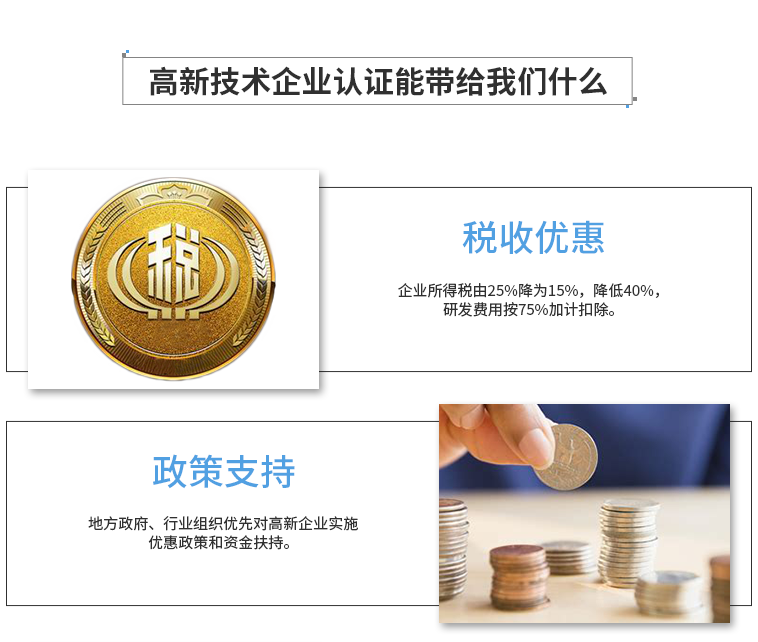 高新技术企业认证能带给我们什么
税
税收优惠
企业所得税由25%降为15%，降低40%，
研发费用按75%加计扣除。
政策支持
地方政府、行业组织优先对高新企业实施
优惠政策和资金扶持。